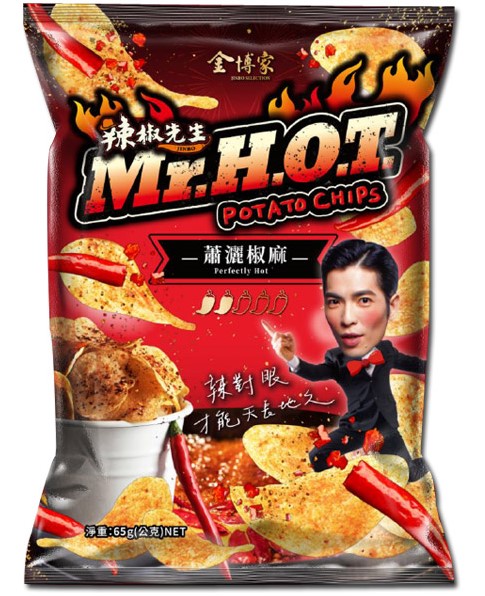 金博家
JINBO SELECTION
辣椒先生
Mr.H.O.T.
POTATO CHIPS
蕭灑椒麻
Perfectly Hot
辣對眼
才能天長地久
淨重:65g(公克)NET